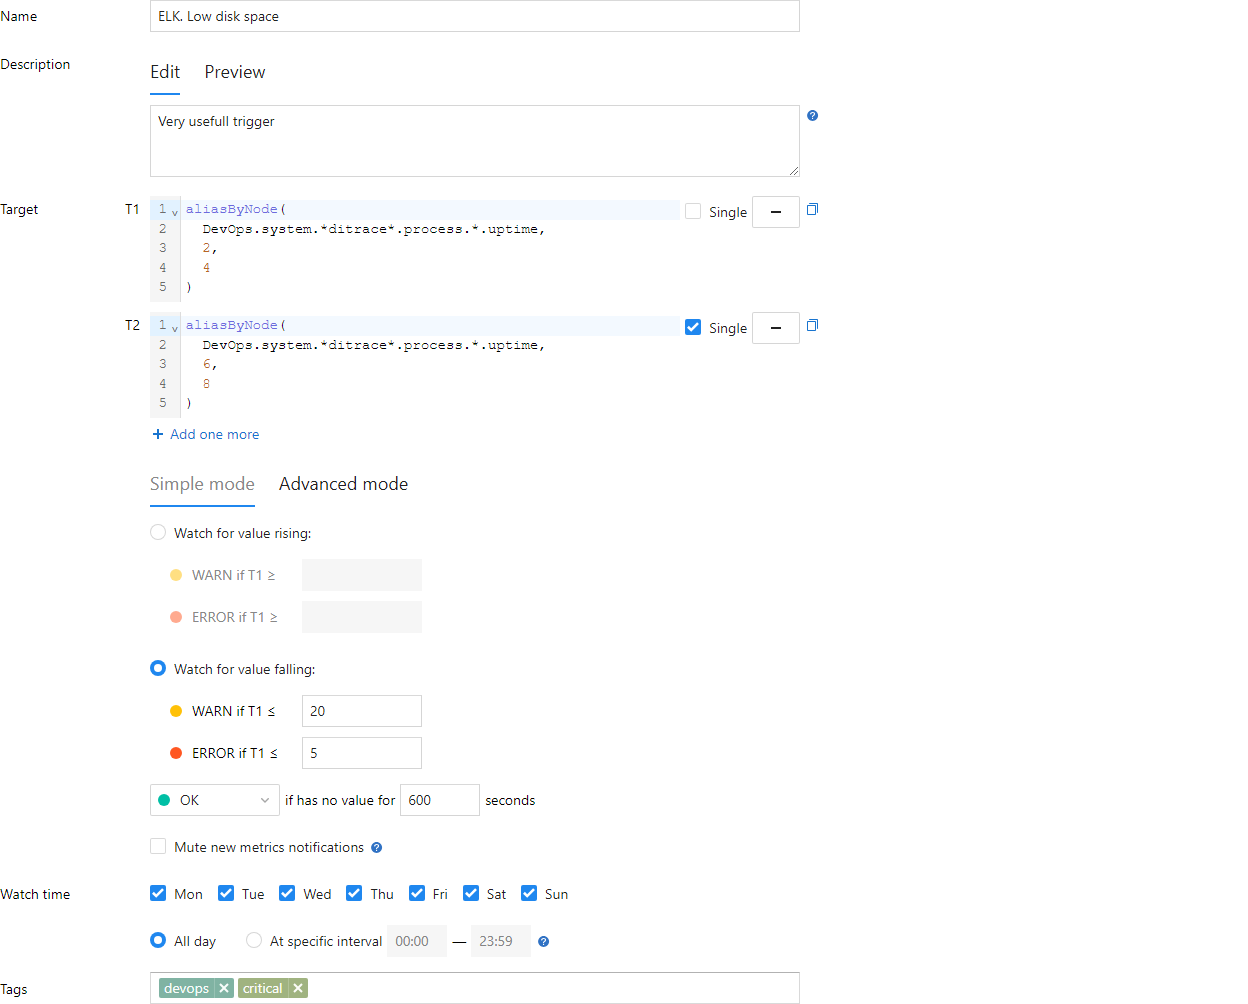 Name ELK. Low disk space
Description Edit Preview
Very usefull trigger
Target T1 1 aliasByNode( Single
2 DevOps.system.*ditrace*.process.*.uptime,
3 2,
4 4
5 )
T2 1 aliasByNode( Single
2 DevOps.system.*ditrace*.process.*.uptime,
3 6,
4 8
5 )
+ Add one more
Simple mode Advanced mode
Watch for value rising:
WARN if T1 ≥
ERROR if T1 ≥
Watch for value falling:
WARN if T1 ≤ 20
ERROR if T1 ≤ 5
OK if has no value for 600 seconds
Mute new metrics notifications ?
Watch time Mon Tue Wed Thu Fri Sat Sun
All day At specific interval 00:00 — 23:59 ?
Tags devops × critical ×